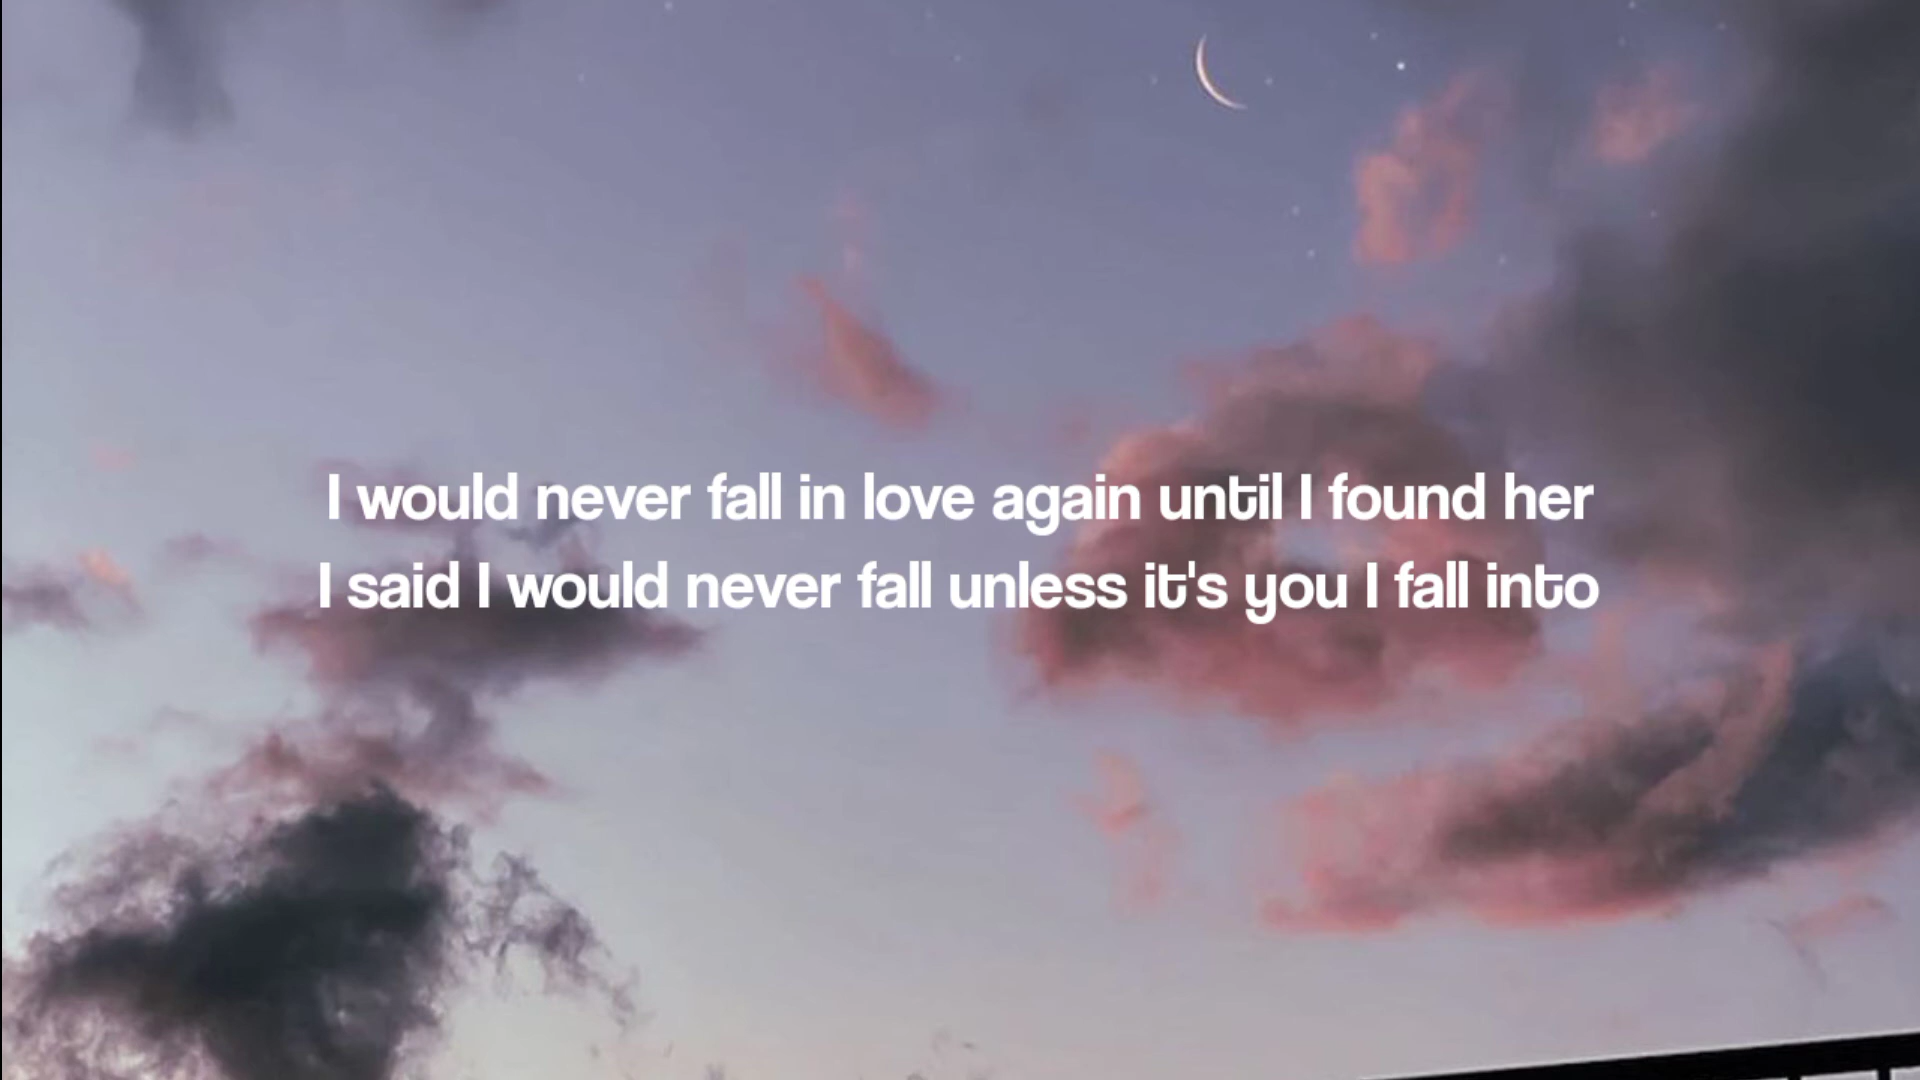 I would never fall in love again until I found her
I said I would never fall unless it's you I fall into